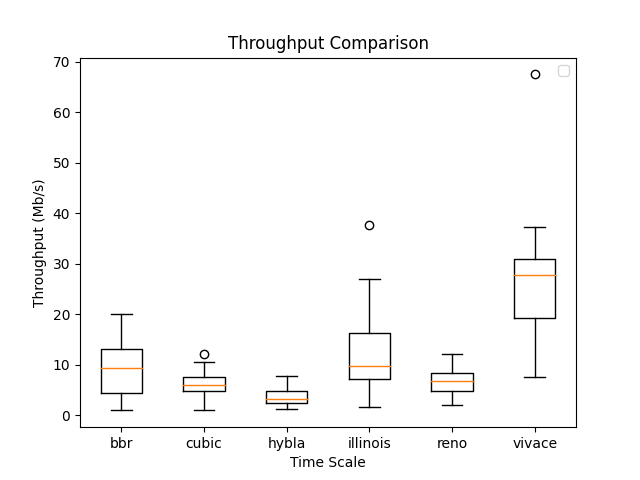 Throughput Comparison
70
60
50
40
30
20
10
0
Throughput (Mb/s)
bbr
cubic
hybla
illinois
reno
vivace
Time Scale